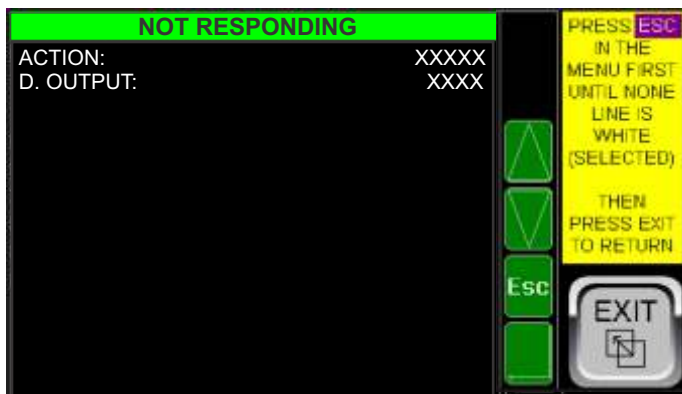 NOT RESPONDING
ACTION: XXXXX
D. OUTPUT: XXXX
Esc
PRESS ESC
IN THE
MENU FIRST
UNTIL NONE
LINE IS
WHITE
(SELECTED)
THEN
PRESS EXIT
TO RETURN
EXIT